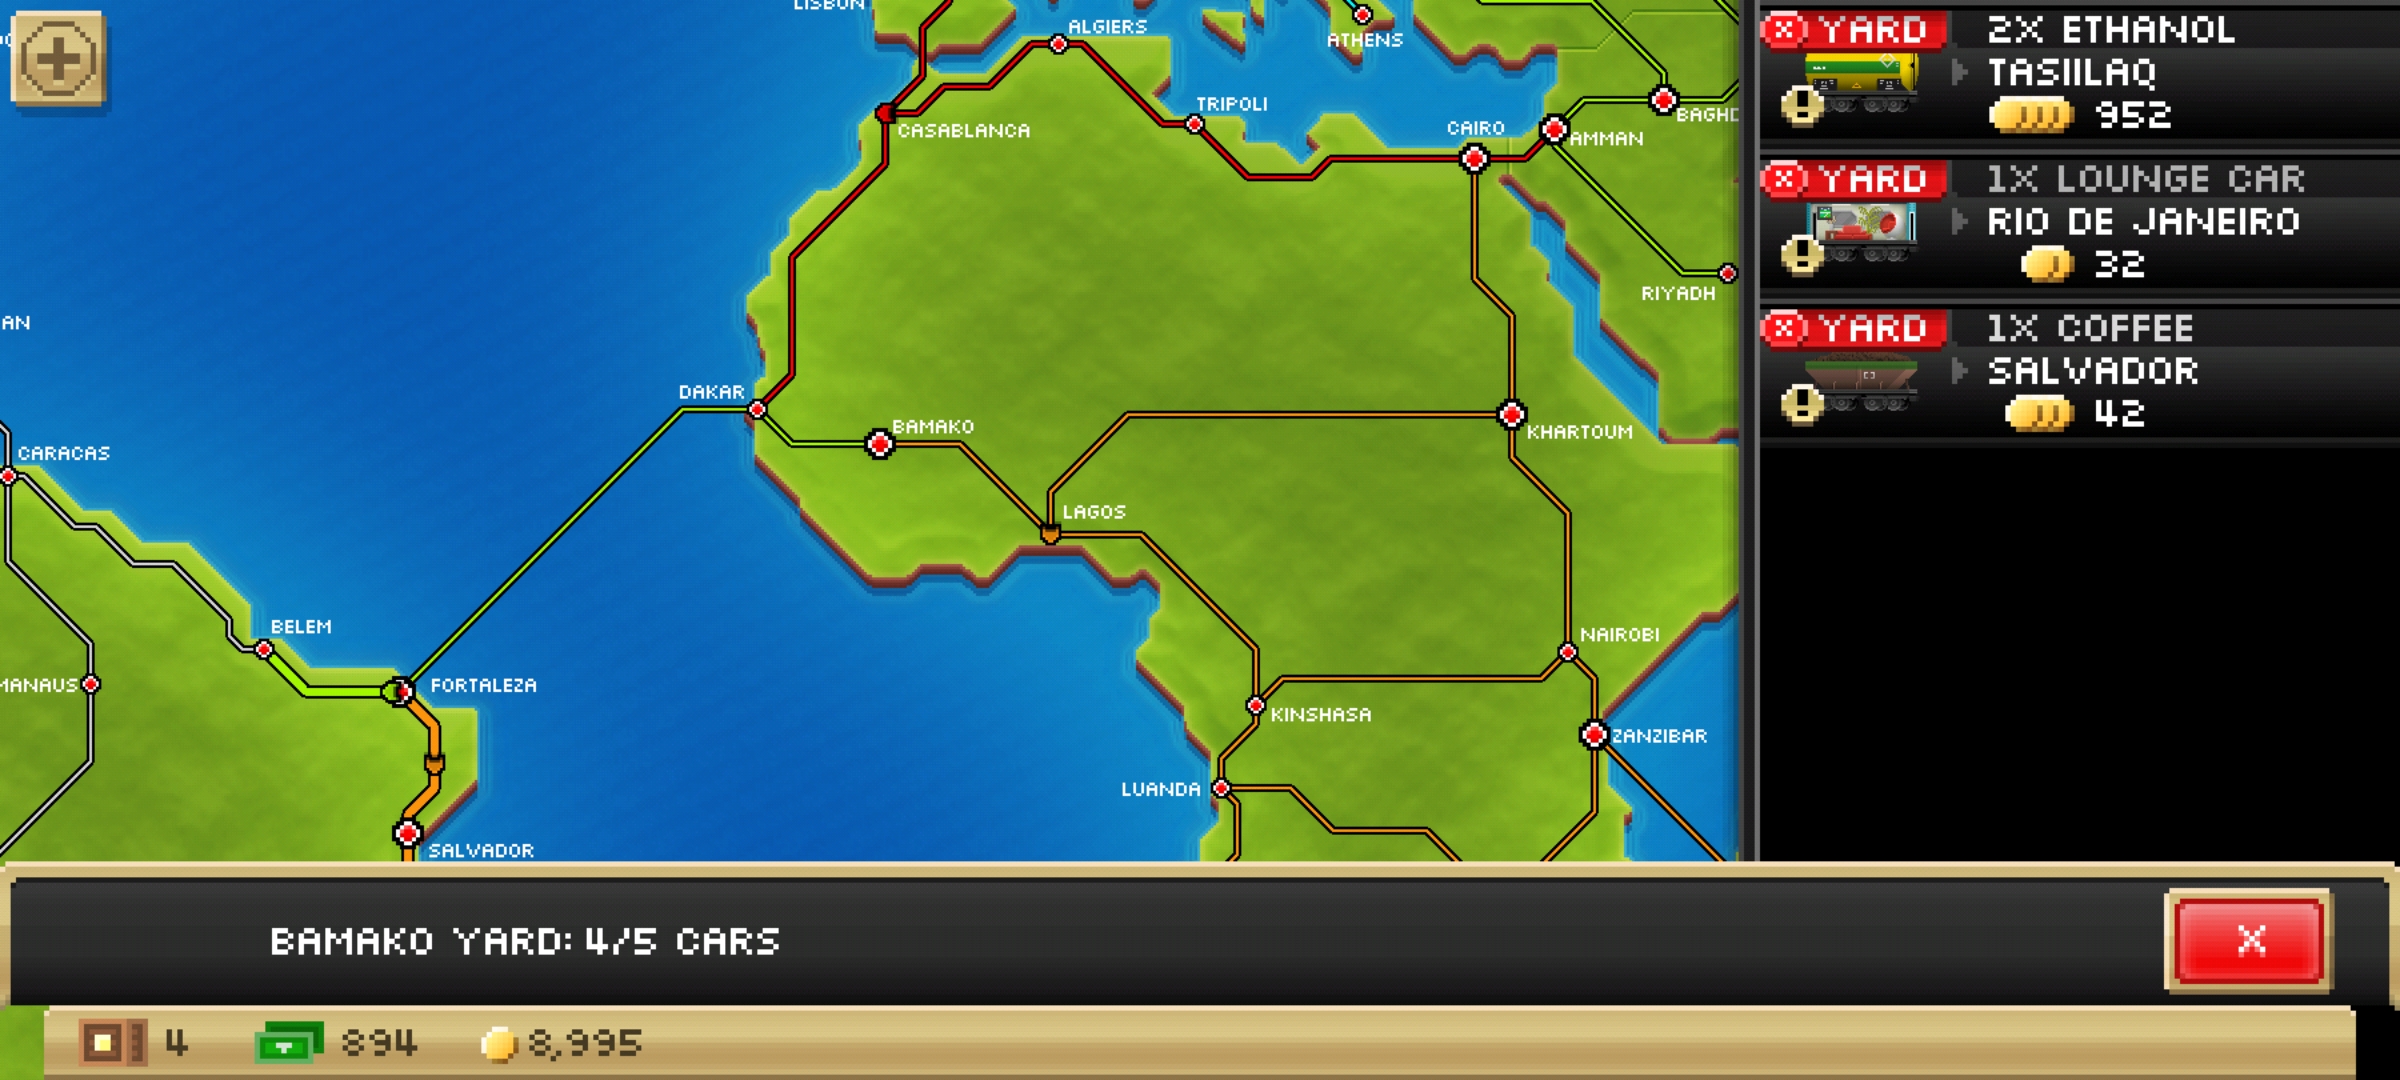 LISBON
ALGIERS
ATHENS
TRIPOLI
CASABLANCA
CAIRO
AMMAN
BAGHD
RIYADH
AN
DAKAR
BAMAKO
KHARTOUM
CARACAS
LAGOS
BELEM
NAIROBI
MANAUS
FORTALEZA
KINSHASA
ZANZIBAR
LUANDA
SALVADOR
YARD 2X ETHANOL
TASIILAQ
952
YARD 1X LOUNGE CAR
RIO DE JANEIRO
32
YARD 1X COFFEE
SALVADOR
42
BAMAKO YARD: 4/5 CARS
X
4 894 8,995